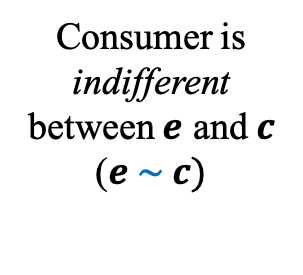 Consumer is
indifferent
between e and c
(e ~ c)